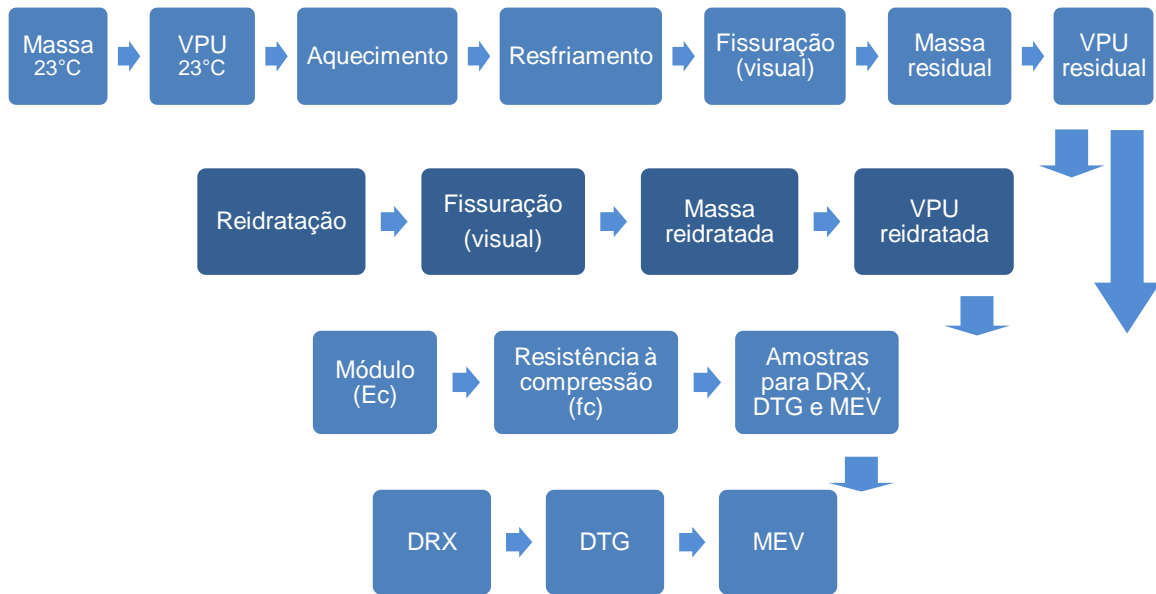 Massa
23°C
VPU
23°C
Aquecimento
Resfriamento
Fissuração
(visual)
Massa
residual
VPU
residual
Reidratação
Fissuração
(visual)
Massa
reidratada
VPU
reidratada
Módulo
(Ec)
Resistência à
compressão
(fc)
Amostras
para DRX,
DTG e MEV
DRX
DTG
MEV